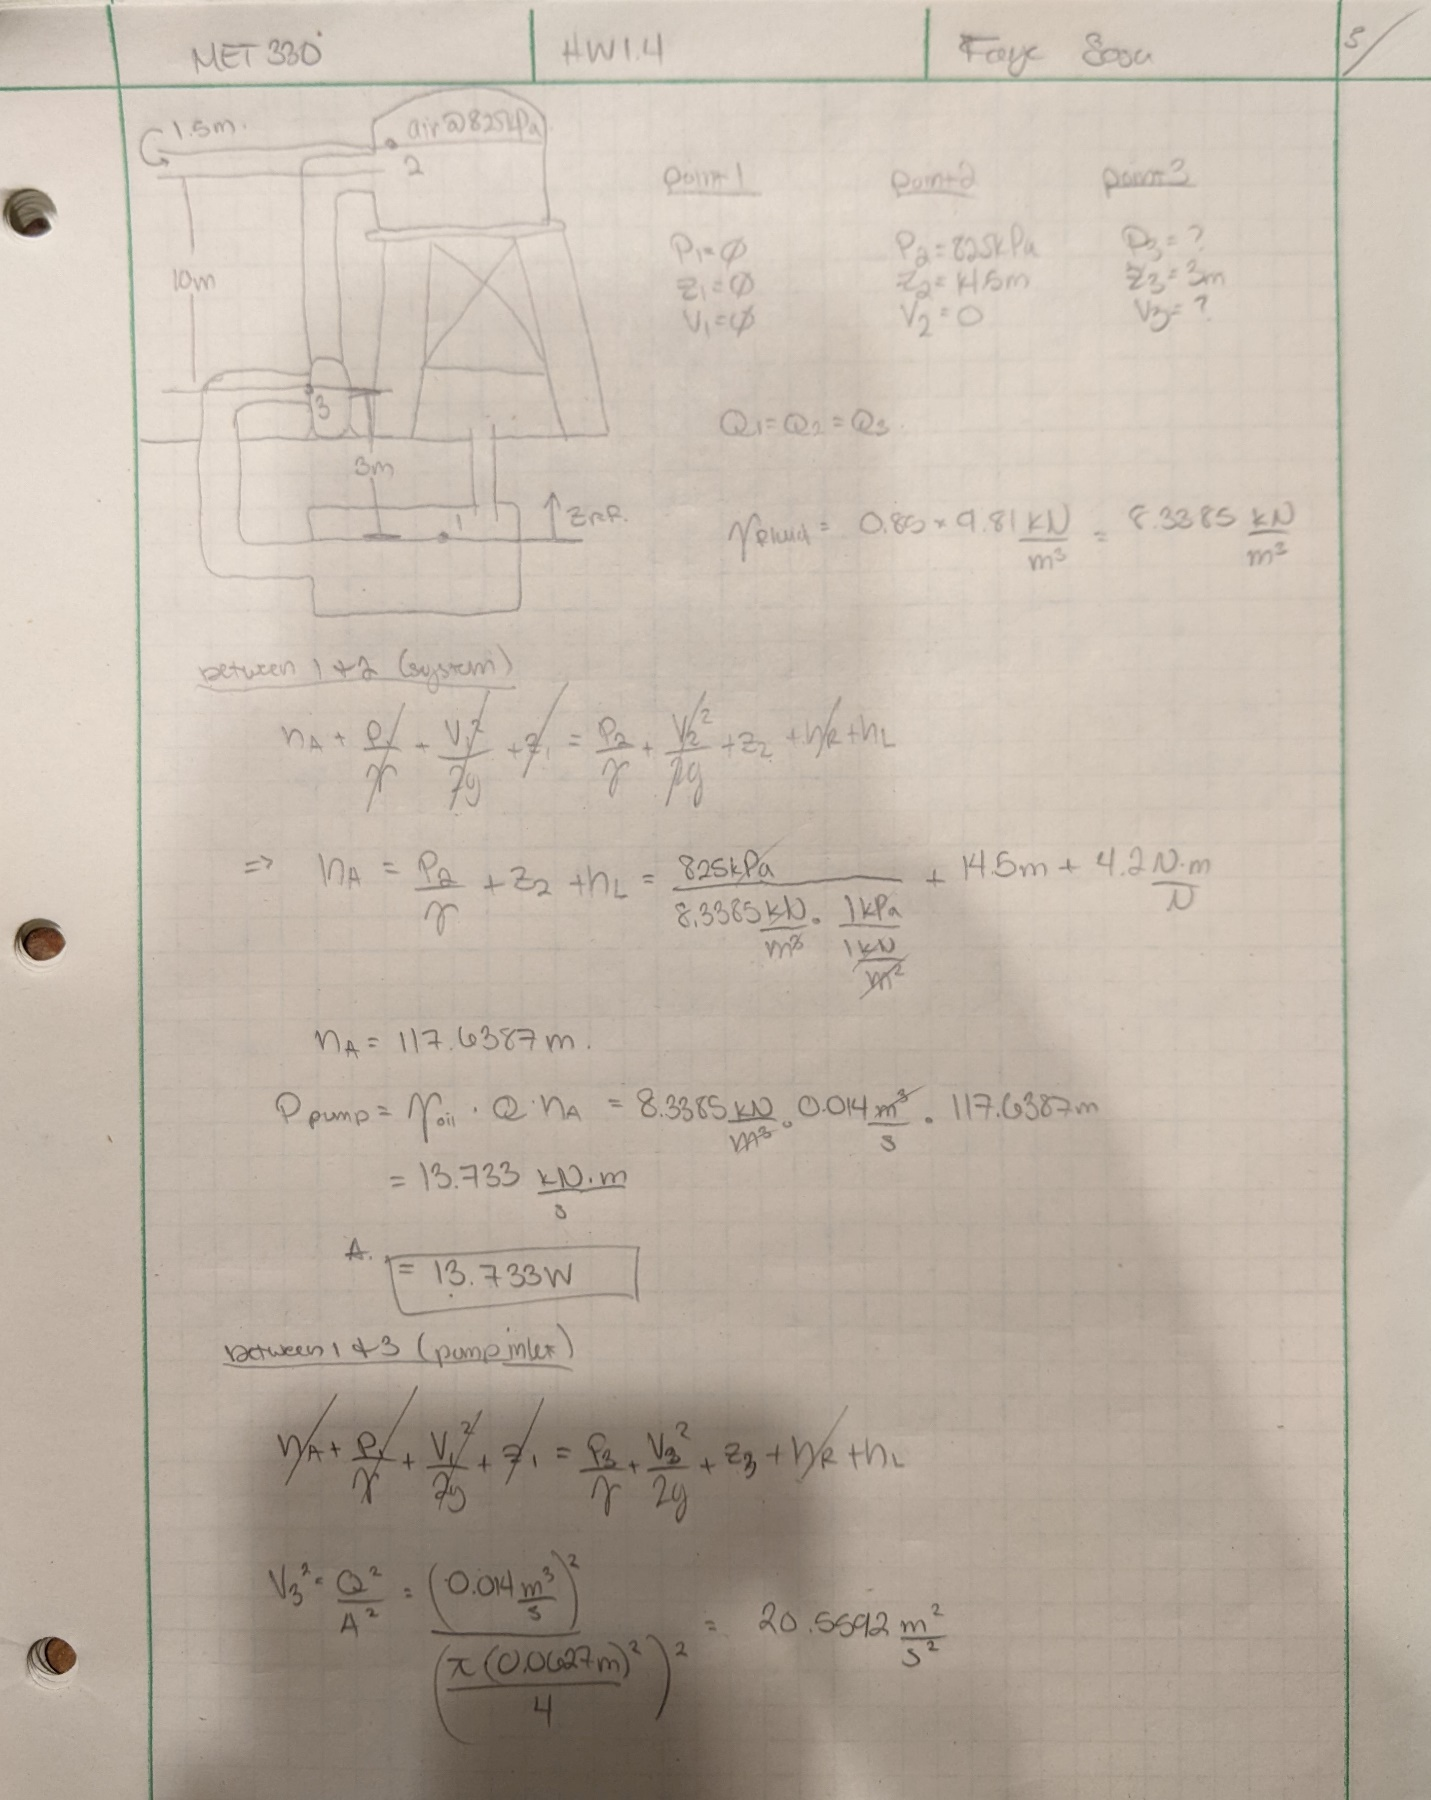 MET 330
HW1.4
Faye Sosa
3/
1.5m.
air@825kPa
2
10m
3
3m
1
ZREF.
point 1
P₁=Ø
Z₁=Ø
V₁=Ø
point 2
P₂=825kPa
Z₂=14.5m
V₂=0
point 3
P₃=?
Z₃=3m
V₃=?
Q₁=Q₂=Q₃
γfluid = 0.85 × 9.81 kN/m³ = 8.3385 kN/m³
between 1 & 2 (system)
hA + P₁/γ + V₁²/2g + Z₁ = P₂/γ + V₂²/2g + Z₂ + hR + hL
⇒ hA = P₂/γ + Z₂ + hL = 825kPa/(8.3385 kN/m³ · 1kPa/(1kN/m²)) + 14.5m + 4.2 N·m/N
hA = 117.6387m.
Ppump = γoil · Q · hA = 8.3385 kN/m³ · 0.014 m³/s · 117.6387m
= 13.733 kN·m/s
A. = 13.733W
between 1 & 3 (pump inlet)
hA + P₁/γ + V₁²/2g + Z₁ = P₃/γ + V₃²/2g + Z₃ + hR + hL
V₃² = Q²/A² = (0.014 m³/s)²/(π(0.0627m)²/4)² = 20.5592 m²/s²